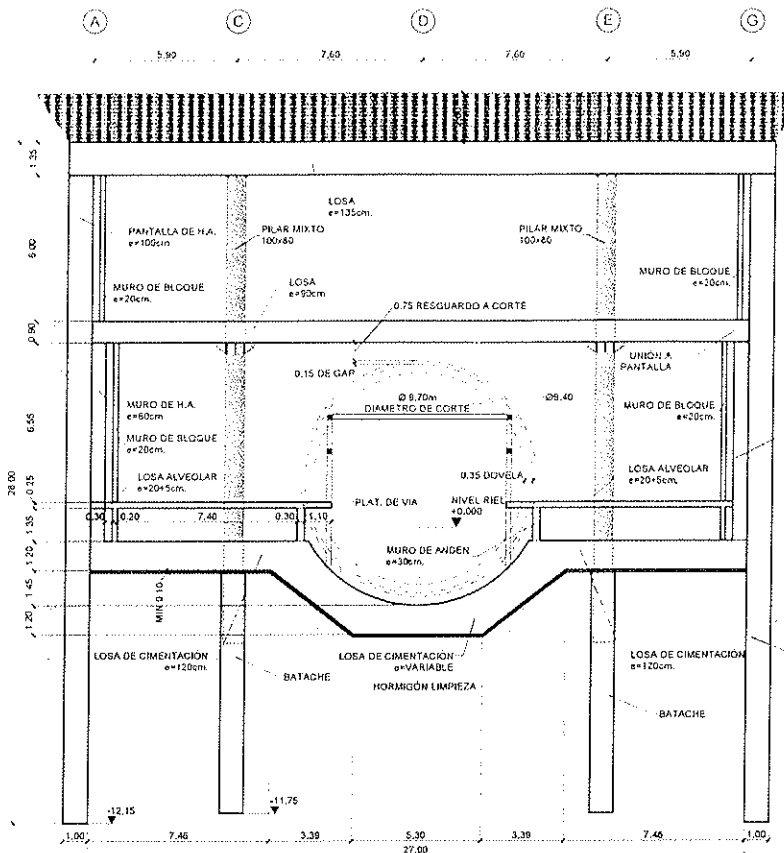 A C D E G
5,90 7,60 7,60 5,90
1,35
LOSA
e=135cm.
PANTALLA DE H.A.
e=100cm
PILAR MIXTO
100x80
PILAR MIXTO
100x80
6,00
MURO DE BLOQUE
e=20cm.
LOSA
e=90cm
MURO DE BLOQUE
e=20cm.
0.75 RESGUARDO A CORTE
0,90
UNIÓN A
PANTALLA
0.15 DE GAP
MURO DE H.A.
e=60cm
Ø 9,70m
DIAMETRO DE CORTE
Ø9.40
MURO DE BLOQUE
e=20cm.
6,55
MURO DE BLOQUE
e=20cm.
LOSA ALVEOLAR
e=20+5cm.
0.35 DOVELA
LOSA ALVEOLAR
e=20+5cm.
28,00
0,35
PLAT. DE VIA
NIVEL RIEL
+0,000
0,30 0,20 7,40 0,30 1,10
1,35
MURO DE ANDEN
e=30cm.
1,20
1,45
MIN 0.10
1,20
LOSA DE CIMENTACIÓN
e=120cm.
LOSA DE CIMENTACIÓN
e=VARIABLE
LOSA DE CIMENTACIÓN
e=120cm.
BATACHE
HORMIGÓN LIMPIEZA
BATACHE
-12,15
-11,75
1,00 7,46 3,39 5,39 3,39 7,46 1,00
27,00